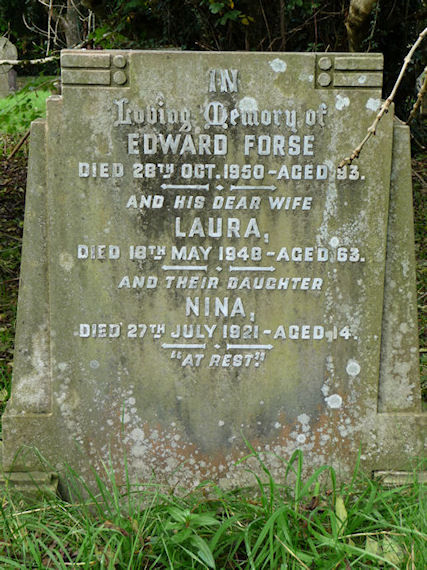 IN
Loving Memory of
EDWARD FORSE
DIED 28TH OCT. 1950-AGED 93.
AND HIS DEAR WIFE
LAURA,
DIED 18TH MAY 1948-AGED 63.
AND THEIR DAUGHTER
NINA,
DIED 27TH JULY 1921-AGED 14.
"AT REST."